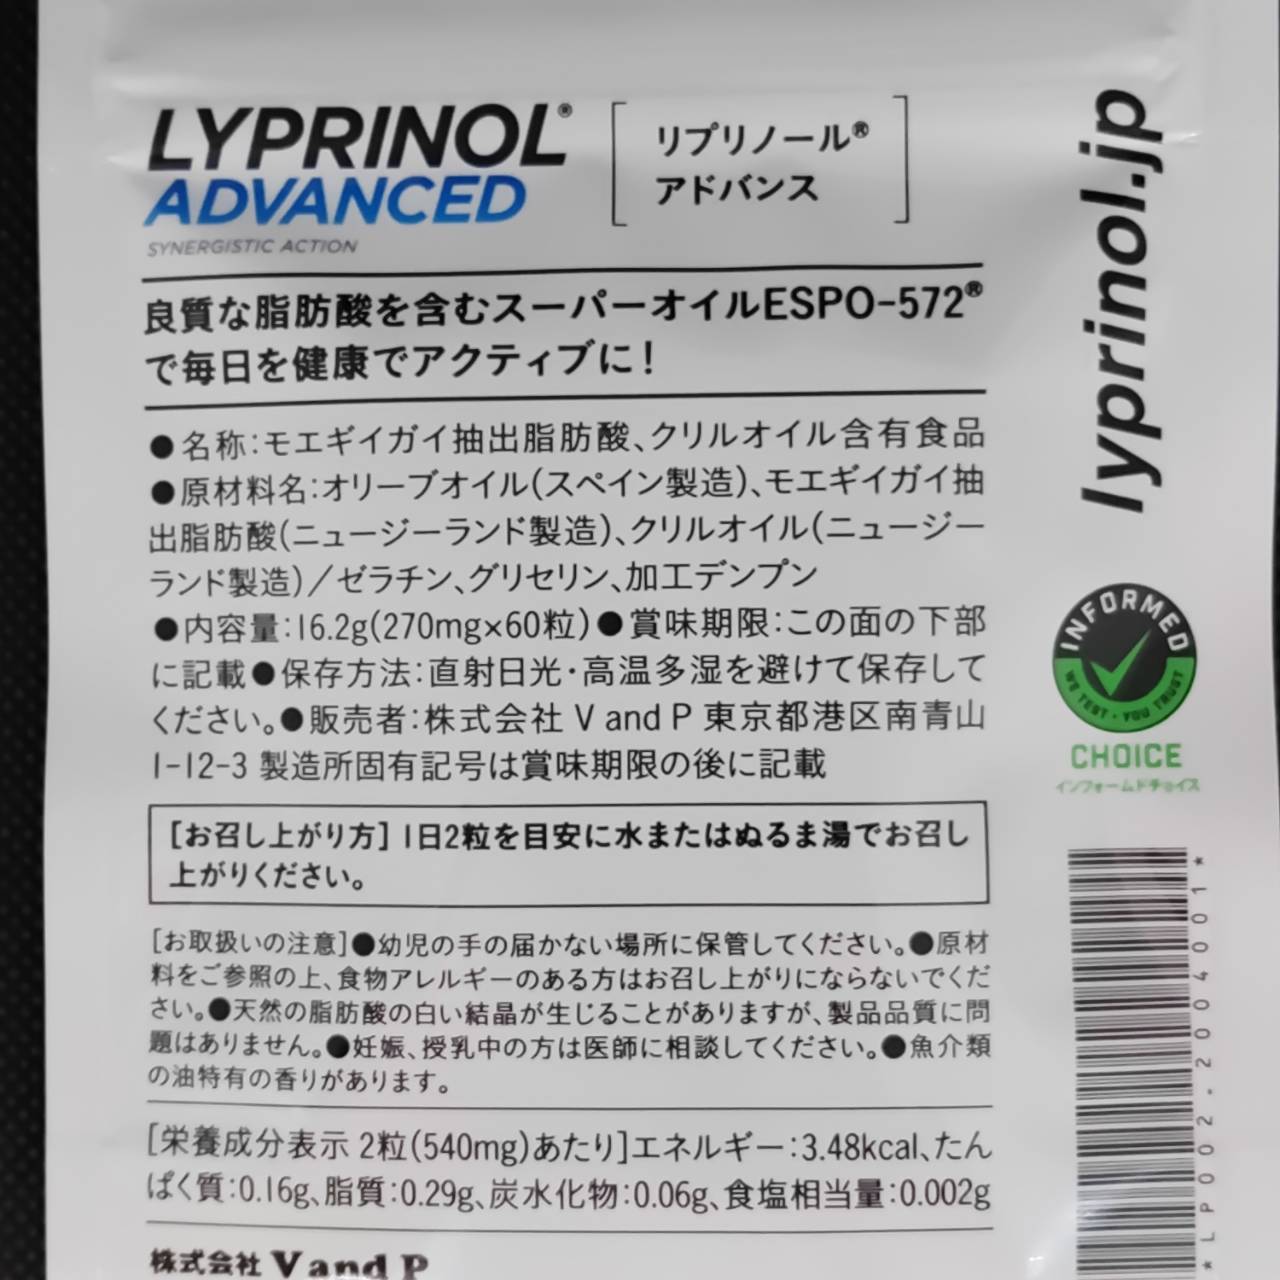 LYPRINOL®
ADVANCED
SYNERGISTIC ACTION
リプリノール®
アドバンス
良質な脂肪酸を含むスーパーオイルESPO-572®
で毎日を健康でアクティブに!
●名称:モエギイガイ抽出脂肪酸、クリルオイル含有食品
●原材料名:オリーブオイル(スペイン製造)、モエギイガイ抽
出脂肪酸(ニュージーランド製造)、クリルオイル(ニュージー
ランド製造)/ゼラチン、グリセリン、加工デンプン
●内容量:16.2g(270mg×60粒)●賞味期限:この面の下部
に記載●保存方法:直射日光・高温多湿を避けて保存して
ください。●販売者:株式会社 V and P 東京都港区南青山
1-12-3 製造所固有記号は賞味期限の後に記載
[お召し上がり方] 1日2粒を目安に水またはぬるま湯でお召し
上がりください。
[お取扱いの注意]●幼児の手の届かない場所に保管してください。●原材
料をご参照の上、食物アレルギーのある方はお召し上がりにならないでくだ
さい。●天然の脂肪酸の白い結晶が生じることがありますが、製品品質に問
題はありません。●妊娠、授乳中の方は医師に相談してください。●魚介類
の油特有の香りがあります。
[栄養成分表示 2粒(540mg)あたり]エネルギー:3.48kcal、たん
ぱく質:0.16g、脂質:0.29g、炭水化物:0.06g、食塩相当量:0.002g
株式会社 V and P
lyprinol.jp
INFORMED
WE TEST · YOU TRUST
CHOICE
インフォームドチョイス
*LP002.2004001*